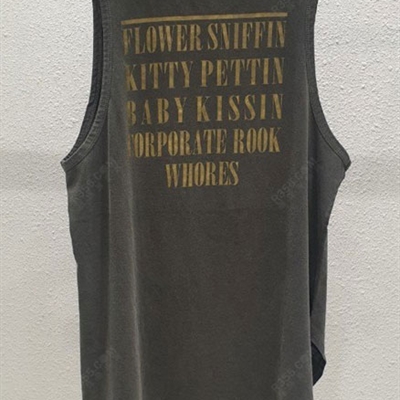 FLOWER SNIFFIN
KITTY PETTIN
BABY KISSIN
CORPORATE ROOK
WHORES